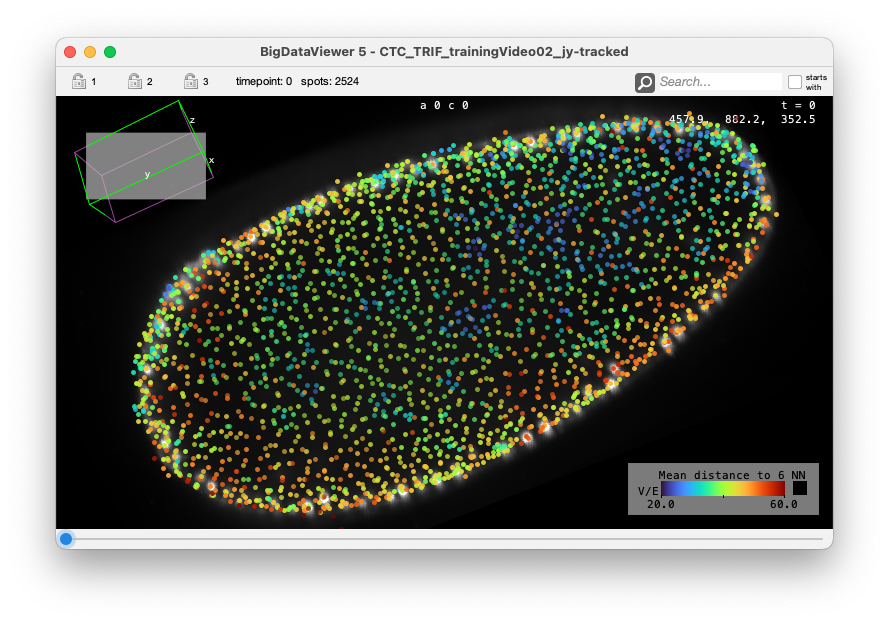 BigDataViewer 5 - CTC_TRIF_trainingVideo02_jy-tracked
1 2 3 timepoint: 0 spots: 2524 Search... starts with
a 0 c 0 t = 0
457.9, 882.2, 352.5
z
x
y
Mean distance to 6 NN
V/E
20.0 60.0